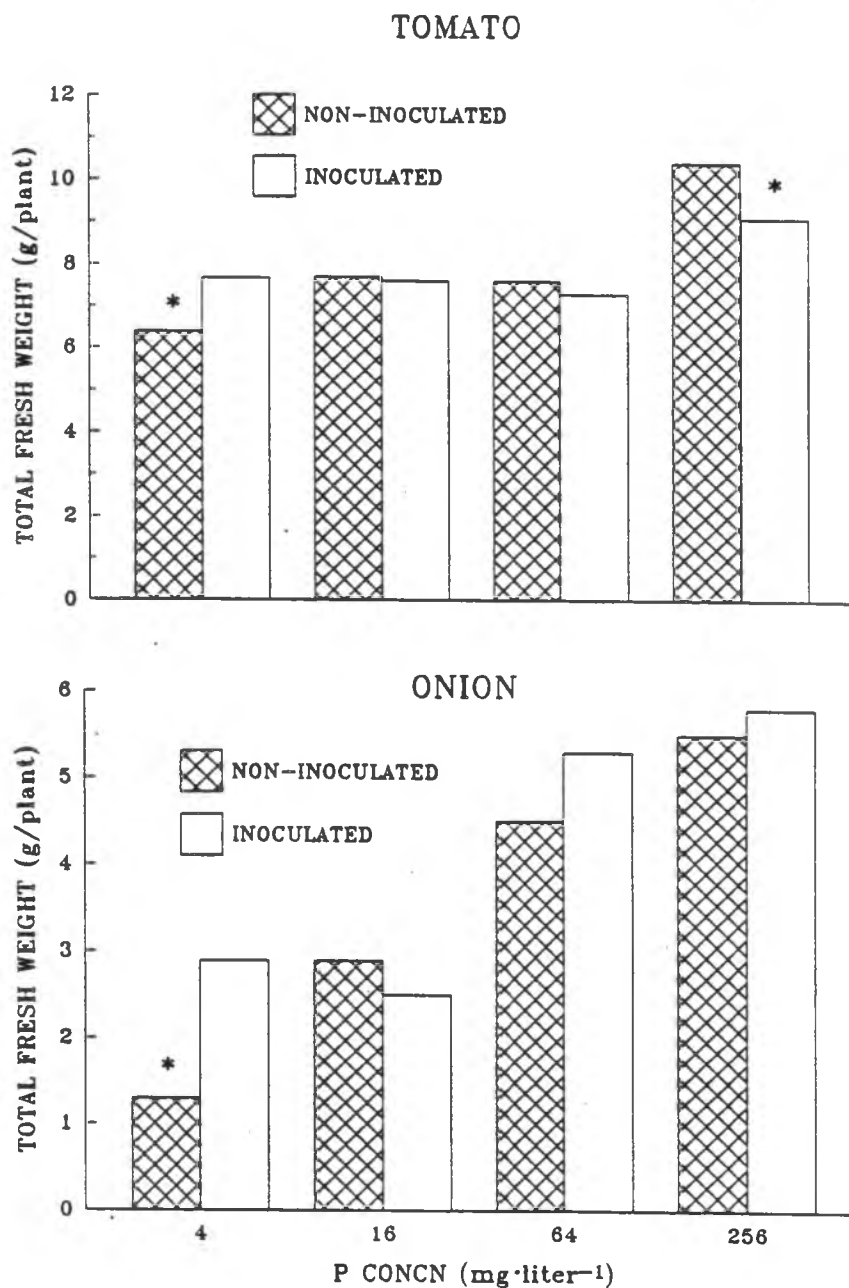 TOMATO
NON-INOCULATED
INOCULATED
TOTAL FRESH WEIGHT (g/plant)
12
10
8
6
4
2
0
*
*
ONION
NON-INOCULATED
INOCULATED
TOTAL FRESH WEIGHT (g/plant)
6
5
4
3
2
1
0
*
4 16 64 256
P CONCN (mg·liter⁻¹)